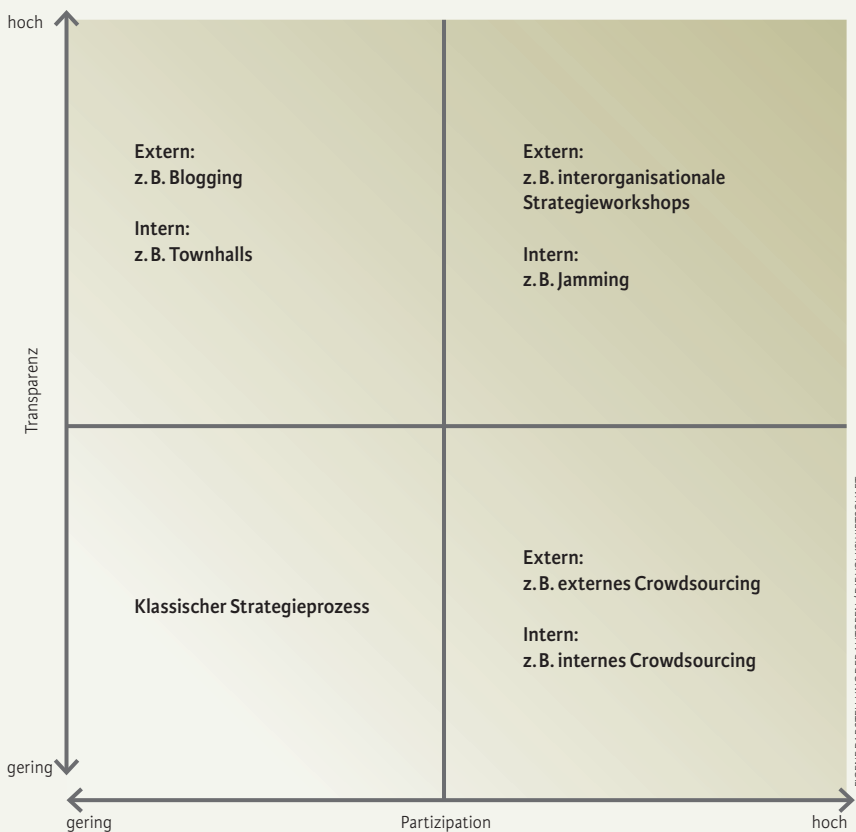 hoch
Extern:
z. B. Blogging
Intern:
z. B. Townhalls
Extern:
z. B. interorganisationale
Strategieworkshops
Intern:
z. B. Jamming
Transparenz
Klassischer Strategieprozess
Extern:
z. B. externes Crowdsourcing
Intern:
z. B. internes Crowdsourcing
gering
gering
Partizipation
hoch